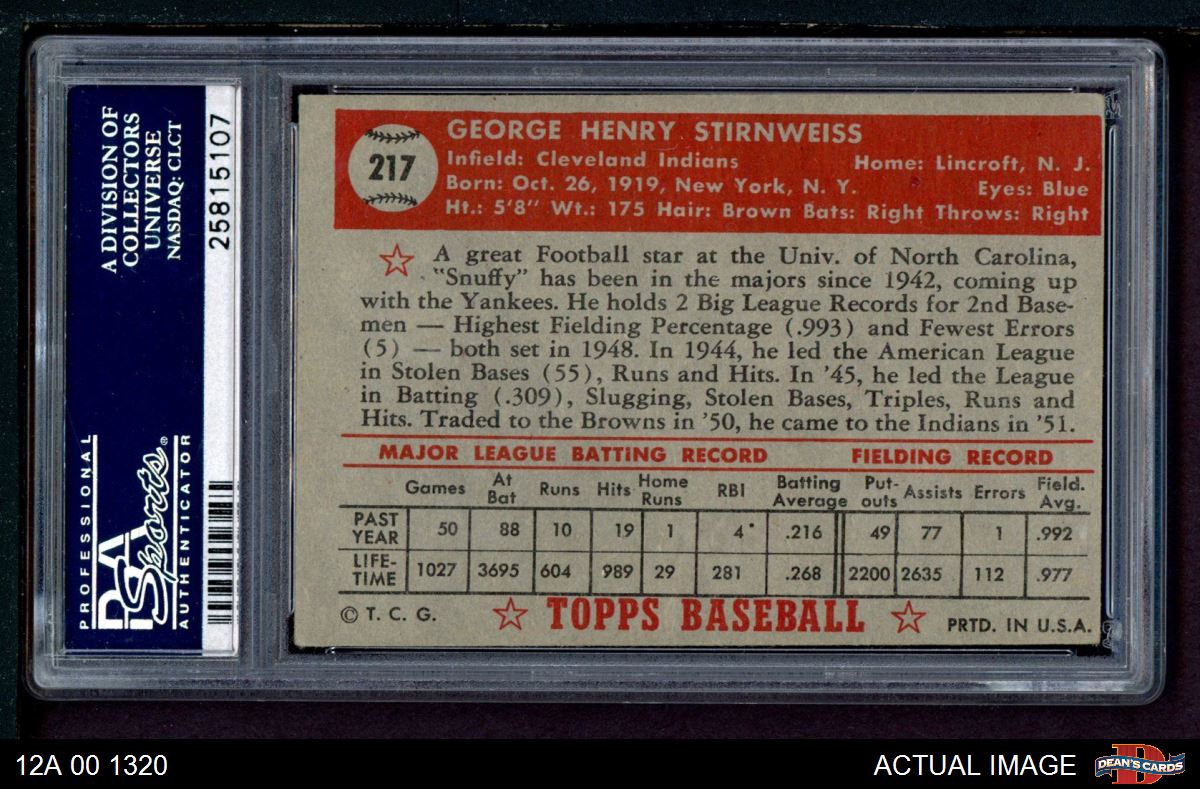 A DIVISION OF
COLLECTORS
UNIVERSE
NASDAQ: CLCT
25815107
PROFESSIONAL
PSA
Sports®
AUTHENTICATOR
217
GEORGE HENRY STIRNWEISS
Infield: Cleveland Indians Home: Lincroft, N. J.
Born: Oct. 26, 1919, New York, N. Y. Eyes: Blue
Ht.: 5'8" Wt.: 175 Hair: Brown Bats: Right Throws: Right
A great Football star at the Univ. of North Carolina,
"Snuffy" has been in the majors since 1942, coming up
with the Yankees. He holds 2 Big League Records for 2nd Base-
men — Highest Fielding Percentage (.993) and Fewest Errors
(5) — both set in 1948. In 1944, he led the American League
in Stolen Bases (55), Runs and Hits. In '45, he led the League
in Batting (.309), Slugging, Stolen Bases, Triples, Runs and
Hits. Traded to the Browns in '50, he came to the Indians in '51.
MAJOR LEAGUE BATTING RECORD FIELDING RECORD
Games At Bat Runs Hits Home Runs RBI Batting Average Put-outs Assists Errors Field. Avg.
PAST YEAR 50 88 10 19 1 4 .216 49 77 1 .992
LIFE-TIME 1027 3695 604 989 29 281 .268 2200 2635 112 .977
© T. C. G. TOPPS BASEBALL PRTD. IN U.S.A.
12A 00 1320 ACTUAL IMAGE
D
DEAN'S CARDS